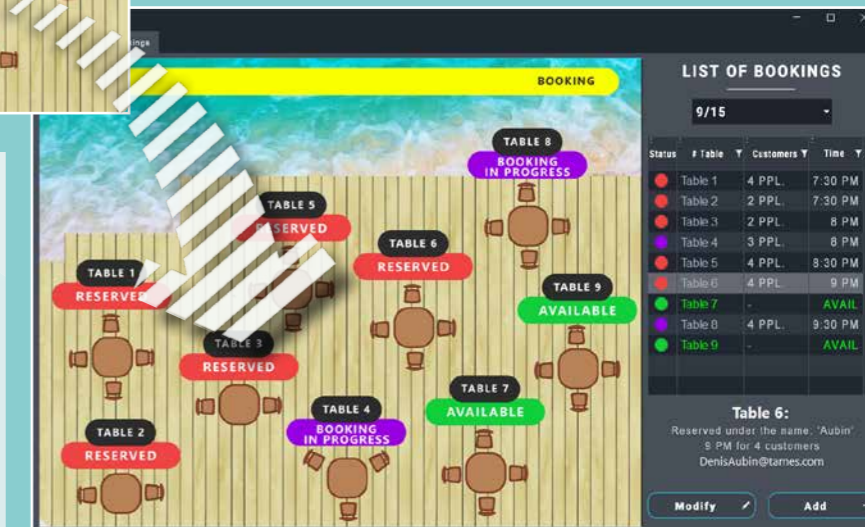 BOOKING
TABLE 8
BOOKING
IN PROGRESS
TABLE 5
RESERVED
TABLE 6
RESERVED
TABLE 1
RESERVED
TABLE 9
AVAILABLE
TABLE 3
RESERVED
TABLE 7
AVAILABLE
TABLE 4
BOOKING
IN PROGRESS
TABLE 2
RESERVED
LIST OF BOOKINGS
9/15
Status # Table Customers Time
Table 1 4 PPL. 7:30 PM
Table 2 2 PPL. 7:30 PM
Table 3 2 PPL. 8 PM
Table 4 3 PPL. 8 PM
Table 5 4 PPL. 8:30 PM
Table 6 4 PPL. 9 PM
Table 7 - AVAIL
Table 8 4 PPL. 9:30 PM
Table 9 - AVAIL
Table 6:
Reserved under the name. 'Aubin'
9 PM for 4 customers
DenisAubin@tames.com
Modify Add